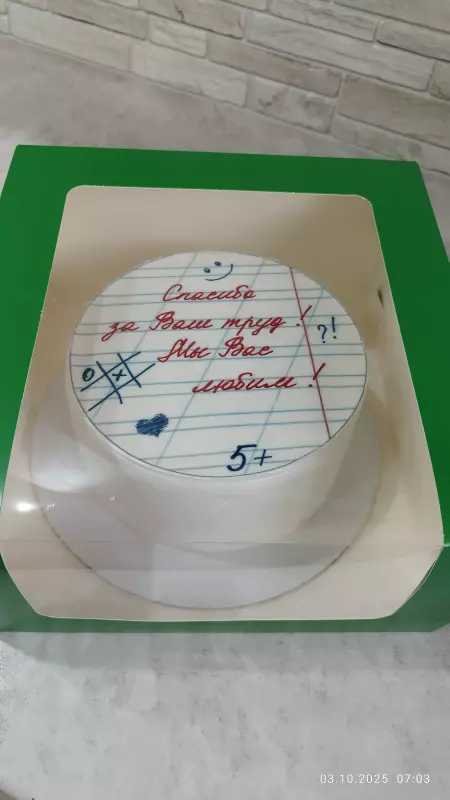 Спасибо
за Ваш труд!
?!
Мы Вас
любим!
О Х
5+
03.10.2025 07:03